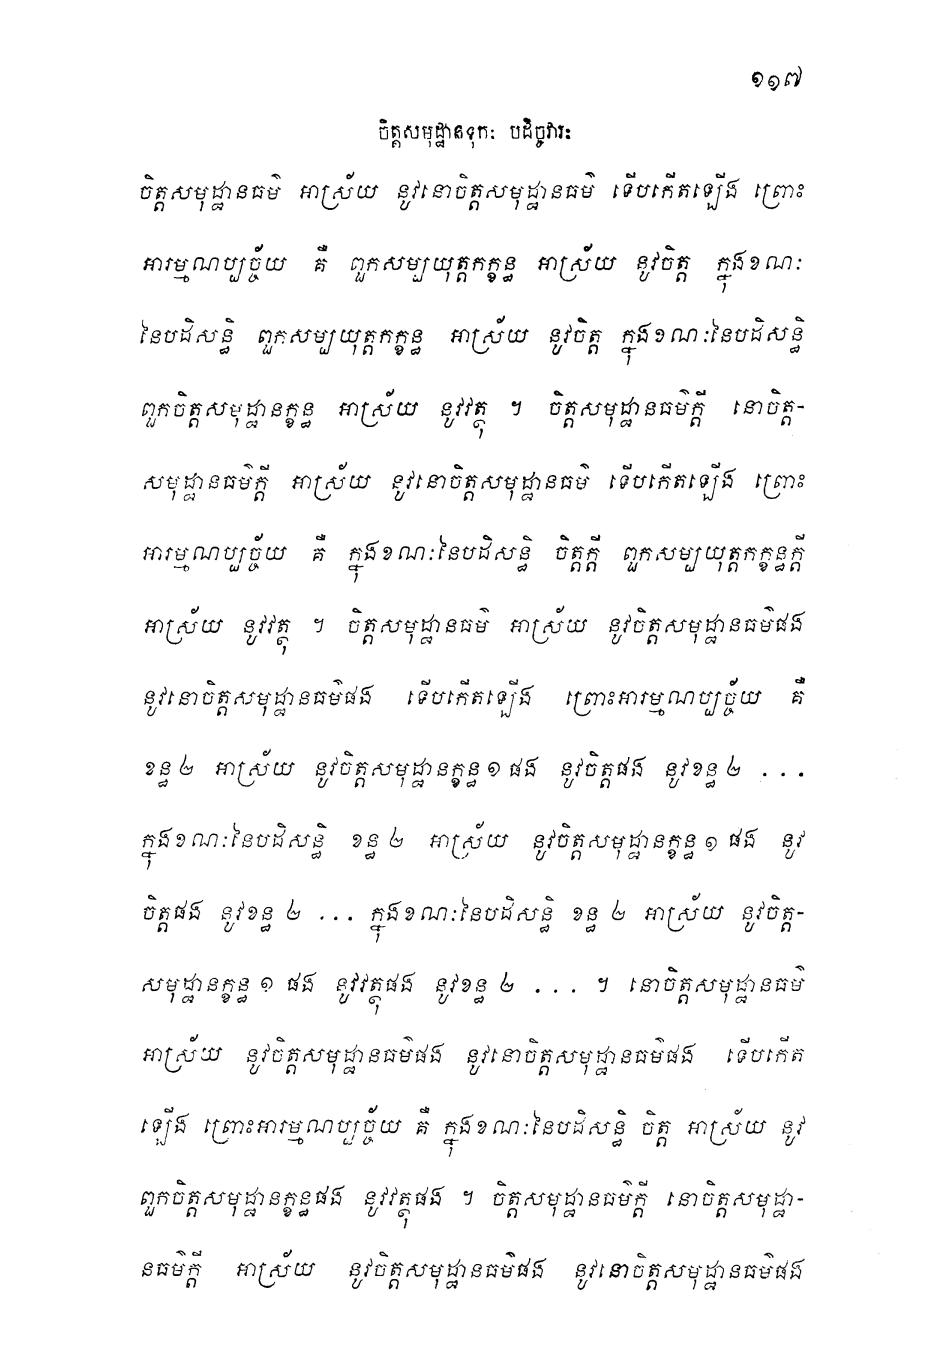 ១១៧
ចិត្តសមុដ្ឋានទុក: បដិច្ចវារ:
ចិត្តសមុដ្ឋានធម៌ អាស្រ័យ នូវនោចិត្តសមុដ្ឋានធម៌ ទើបកើតឡើង ព្រោះ
អារម្មណប្បច្ច័យ គឺ ពួកសម្បយុត្តកក្ខន្ធ អាស្រ័យ នូវចិត្ត ក្នុងខណ:
នៃបដិសន្ធិ ពួកសម្បយុត្តកក្ខន្ធ អាស្រ័យ នូវចិត្ត ក្នុងខណ:នៃបដិសន្ធិ
ពួកចិត្តសមុដ្ឋានក្ខន្ធ អាស្រ័យ នូវវត្ថុ ។ ចិត្តសមុដ្ឋានធម៌ក្តី នោចិត្ត-
សមុដ្ឋានធម៌ក្តី អាស្រ័យ នូវនោចិត្តសមុដ្ឋានធម៌ ទើបកើតឡើង ព្រោះ
អារម្មណប្បច្ច័យ គឺ ក្នុងខណ:នៃបដិសន្ធិ ចិត្តក្តី ពួកសម្បយុត្តកក្ខន្ធក្តី
អាស្រ័យ នូវវត្ថុ ។ ចិត្តសមុដ្ឋានធម៌ អាស្រ័យ នូវចិត្តសមុដ្ឋានធម៌ផង
នូវនោចិត្តសមុដ្ឋានធម៌ផង ទើបកើតឡើង ព្រោះអារម្មណប្បច្ច័យ គឺ
ខន្ធ ២ អាស្រ័យ នូវចិត្តសមុដ្ឋានក្ខន្ធ ១ ផង នូវចិត្តផង នូវខន្ធ ២ ...
ក្នុងខណ:នៃបដិសន្ធិ ខន្ធ ២ អាស្រ័យ នូវចិត្តសមុដ្ឋានក្ខន្ធ ១ ផង នូវ
ចិត្តផង នូវខន្ធ ២ ... ក្នុងខណ:នៃបដិសន្ធិ ខន្ធ ២ អាស្រ័យ នូវចិត្ត-
សមុដ្ឋានក្ខន្ធ ១ ផង នូវវត្ថុផង នូវខន្ធ ២ ... ។ នោចិត្តសមុដ្ឋានធម៌
អាស្រ័យ នូវចិត្តសមុដ្ឋានធម៌ផង នូវនោចិត្តសមុដ្ឋានធម៌ផង ទើបកើត
ឡើង ព្រោះអារម្មណប្បច្ច័យ គឺ ក្នុងខណ:នៃបដិសន្ធិ ចិត្ត អាស្រ័យ នូវ
ពួកចិត្តសមុដ្ឋានក្ខន្ធផង នូវវត្ថុផង ។ ចិត្តសមុដ្ឋានធម៌ក្តី នោចិត្តសមុដ្ឋា-
នធម៌ក្តី អាស្រ័យ នូវចិត្តសមុដ្ឋានធម៌ផង នូវនោចិត្តសមុដ្ឋានធម៌ផង